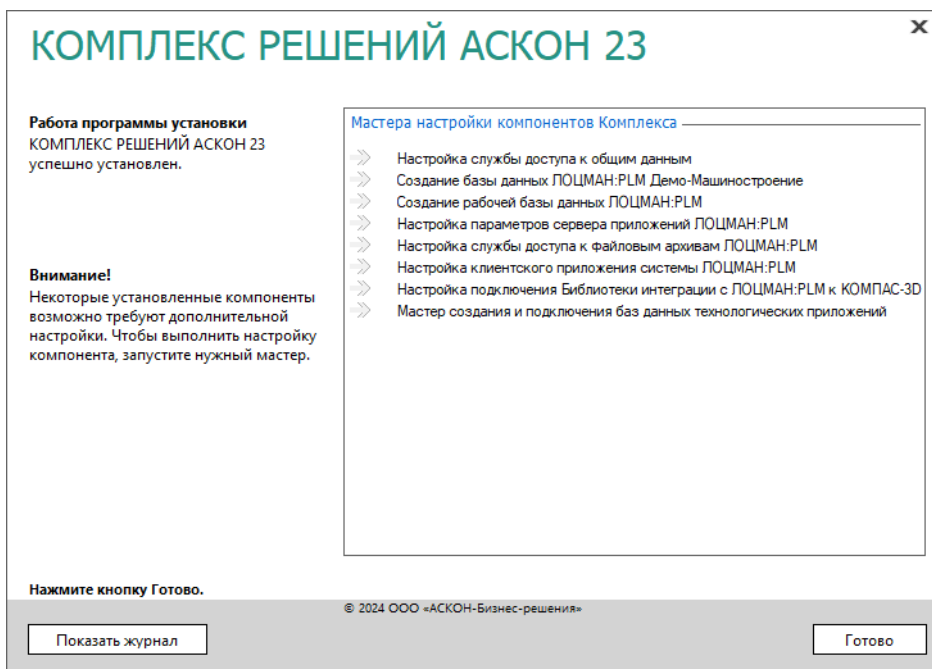 КОМПЛЕКС РЕШЕНИЙ АСКОН 23
x
Работа программы установки
КОМПЛЕКС РЕШЕНИЙ АСКОН 23
успешно установлен.
Внимание!
Некоторые установленные компоненты
возможно требуют дополнительной
настройки. Чтобы выполнить настройку
компонента, запустите нужный мастер.
Мастера настройки компонентов Комплекса
Настройка службы доступа к общим данным
Создание базы данных ЛОЦМАН:PLM Демо-Машиностроение
Создание рабочей базы данных ЛОЦМАН:PLM
Настройка параметров сервера приложений ЛОЦМАН:PLM
Настройка службы доступа к файловым архивам ЛОЦМАН:PLM
Настройка клиентского приложения системы ЛОЦМАН:PLM
Настройка подключения Библиотеки интеграции с ЛОЦМАН:PLM к КОМПАС-3D
Мастер создания и подключения баз данных технологических приложений
Нажмите кнопку Готово.
© 2024 ООО «АСКОН-Бизнес-решения»
Показать журнал
Готово